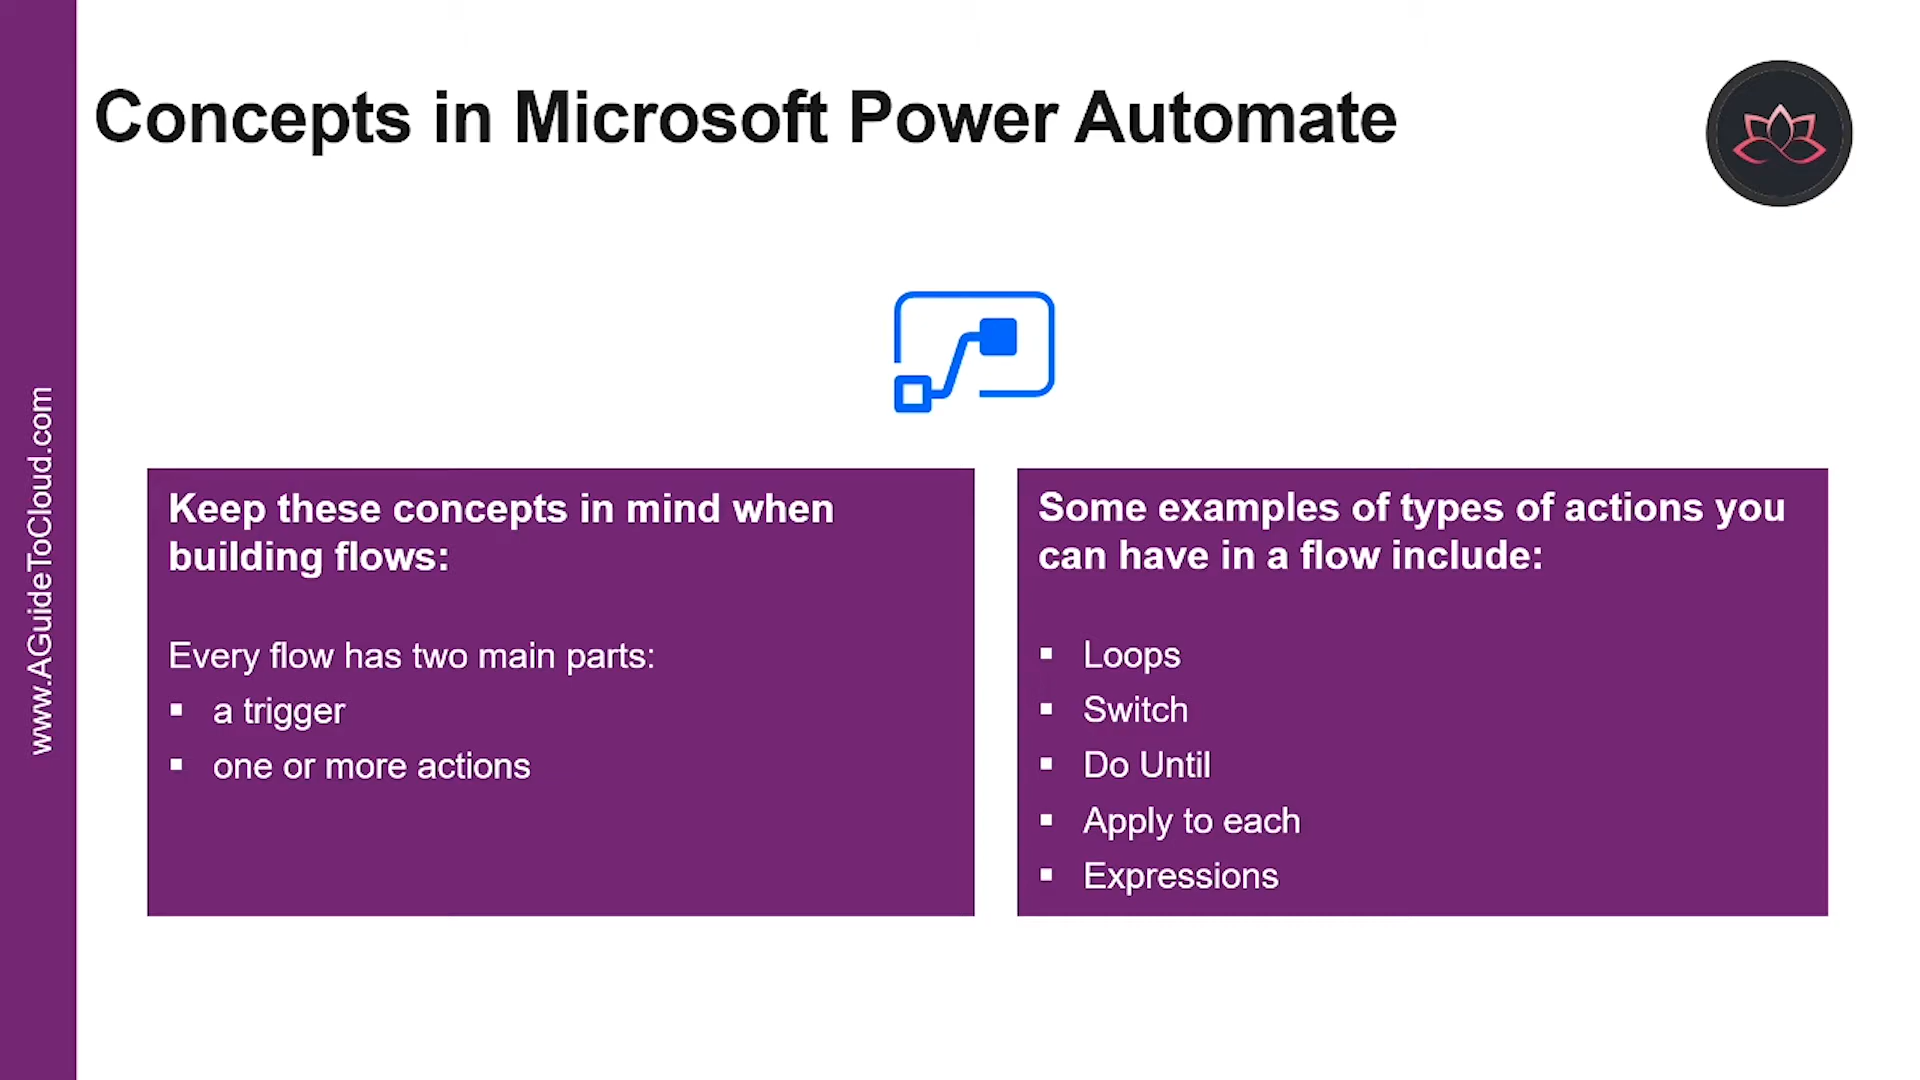 Concepts in Microsoft Power Automate
www.AGuideToCloud.com
Keep these concepts in mind when
building flows:
Every flow has two main parts:
▪ a trigger
▪ one or more actions
Some examples of types of actions you
can have in a flow include:
▪ Loops
▪ Switch
▪ Do Until
▪ Apply to each
▪ Expressions